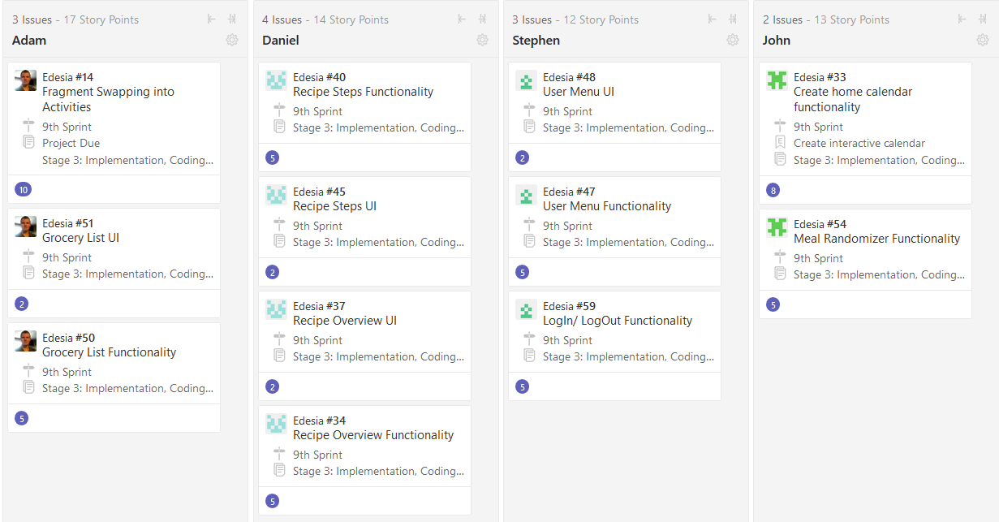 3 Issues - 17 Story Points
Adam
Edesia #14
Fragment Swapping into
Activities
9th Sprint
Project Due
Stage 3: Implementation, Coding...
10
Edesia #51
Grocery List UI
9th Sprint
Stage 3: Implementation, Coding...
2
Edesia #50
Grocery List Functionality
9th Sprint
Stage 3: Implementation, Coding...
5
4 Issues - 14 Story Points
Daniel
Edesia #40
Recipe Steps Functionality
9th Sprint
Stage 3: Implementation, Coding...
5
Edesia #45
Recipe Steps UI
9th Sprint
Stage 3: Implementation, Coding...
2
Edesia #37
Recipe Overview UI
9th Sprint
Stage 3: Implementation, Coding...
2
Edesia #34
Recipe Overview Functionality
9th Sprint
Stage 3: Implementation, Coding...
5
3 Issues - 12 Story Points
Stephen
Edesia #48
User Menu UI
9th Sprint
Stage 3: Implementation, Coding...
2
Edesia #47
User Menu Functionality
9th Sprint
Stage 3: Implementation, Coding...
5
Edesia #59
LogIn/ LogOut Functionality
9th Sprint
Stage 3: Implementation, Coding...
5
2 Issues - 13 Story Points
John
Edesia #33
Create home calendar
functionality
9th Sprint
E
Create interactive calendar
Stage 3: Implementation, Coding...
8
Edesia #54
Meal Randomizer Functionality
9th Sprint
Stage 3: Implementation, Coding...
5